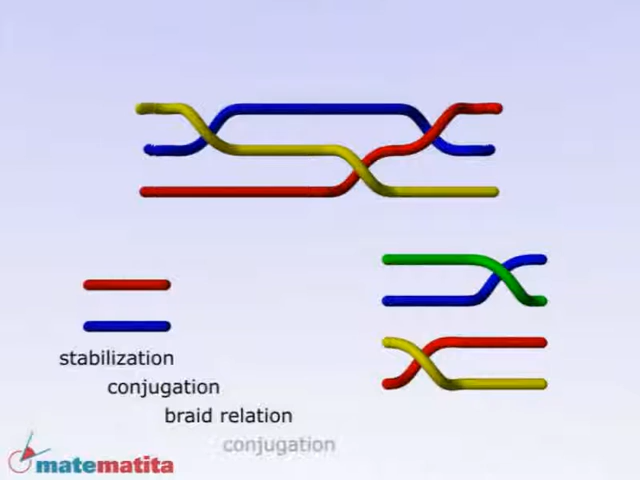 stabilization
conjugation
braid relation
conjugation
matematita